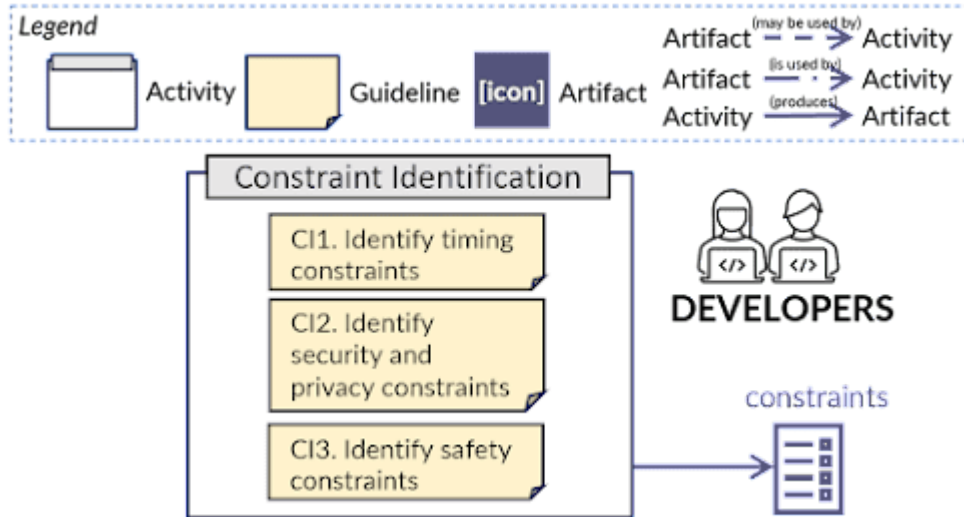 Legend
Activity
Guideline
[icon]
Artifact
Artifact (may be used by) Activity
Artifact (is used by) Activity
Activity (produces) Artifact
Constraint Identification
CI1. Identify timing
constraints
CI2. Identify
security and
privacy constraints
CI3. Identify safety
constraints
</>
</>
DEVELOPERS
constraints